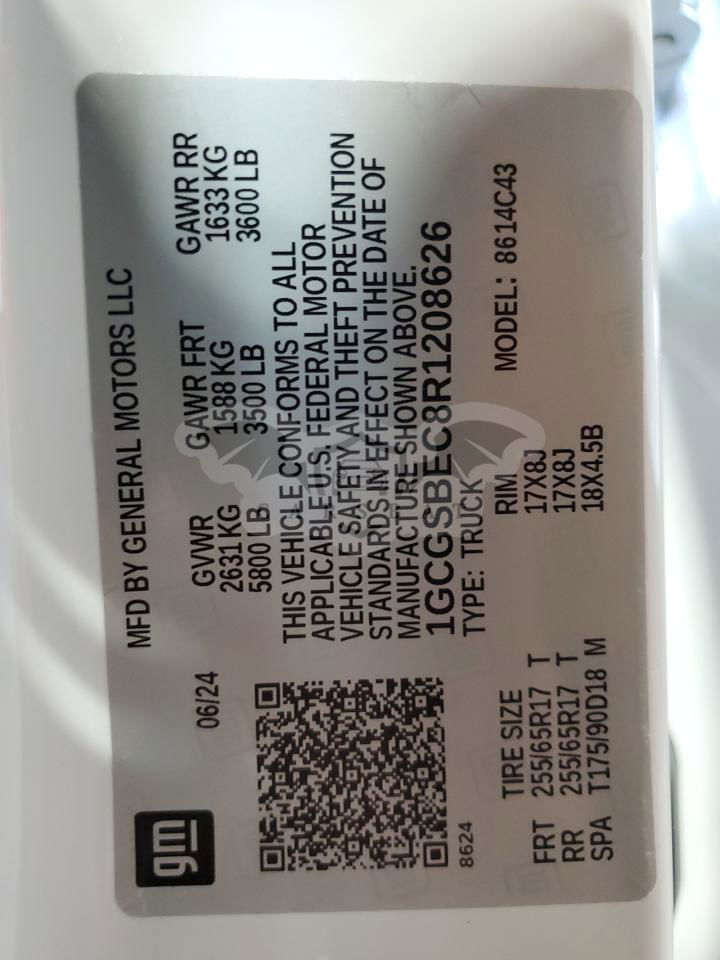 gm
MFD BY GENERAL MOTORS LLC
06/24
GVWR GAWR FRT GAWR RR
2631 KG 1588 KG 1633 KG
5800 LB 3500 LB 3600 LB
THIS VEHICLE CONFORMS TO ALL
APPLICABLE U.S. FEDERAL MOTOR
VEHICLE SAFETY AND THEFT PREVENTION
STANDARDS IN EFFECT ON THE DATE OF
MANUFACTURE SHOWN ABOVE.
1GCGSBEC8R1208626
8624
TYPE: TRUCK
MODEL: 8614C43
TIRE SIZE RIM
FRT 255/65R17 T 17X8J
RR 255/65R17 T 17X8J
SPA T175/90D18 M 18X4.5B